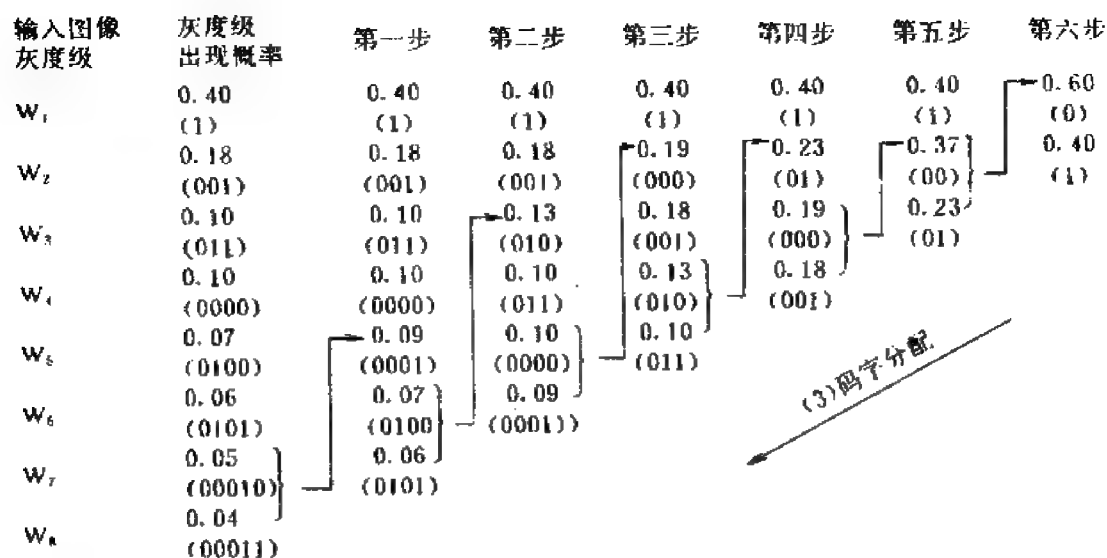 输入图像 灰度级 第一步 第二步 第三步 第四步 第五步 第六步
灰度级 出现概率
W₁ 0.40 0.40 0.40 0.40 0.40 0.40 0.60
(1) (1) (1) (1) (1) (1) (0)
W₂ 0.18 0.18 0.18 0.19 0.23 0.37 0.40
(001) (001) (001) (000) (01) (00) (1)
W₃ 0.10 0.10 0.13 0.18 0.19 0.23
(011) (011) (010) (001) (000) (01)
W₄ 0.10 0.10 0.10 0.13 0.18
(0000) (0000) (011) (010) (001)
W₅ 0.07 0.09 0.10 0.10
(0100) (0001) (0000) (011)
(3)码字分配
W₆ 0.06 0.07 0.09
(0101) (0100 (0001))
W₇ 0.05 0.06
(00010) (0101)
W₈ 0.04
(00011)